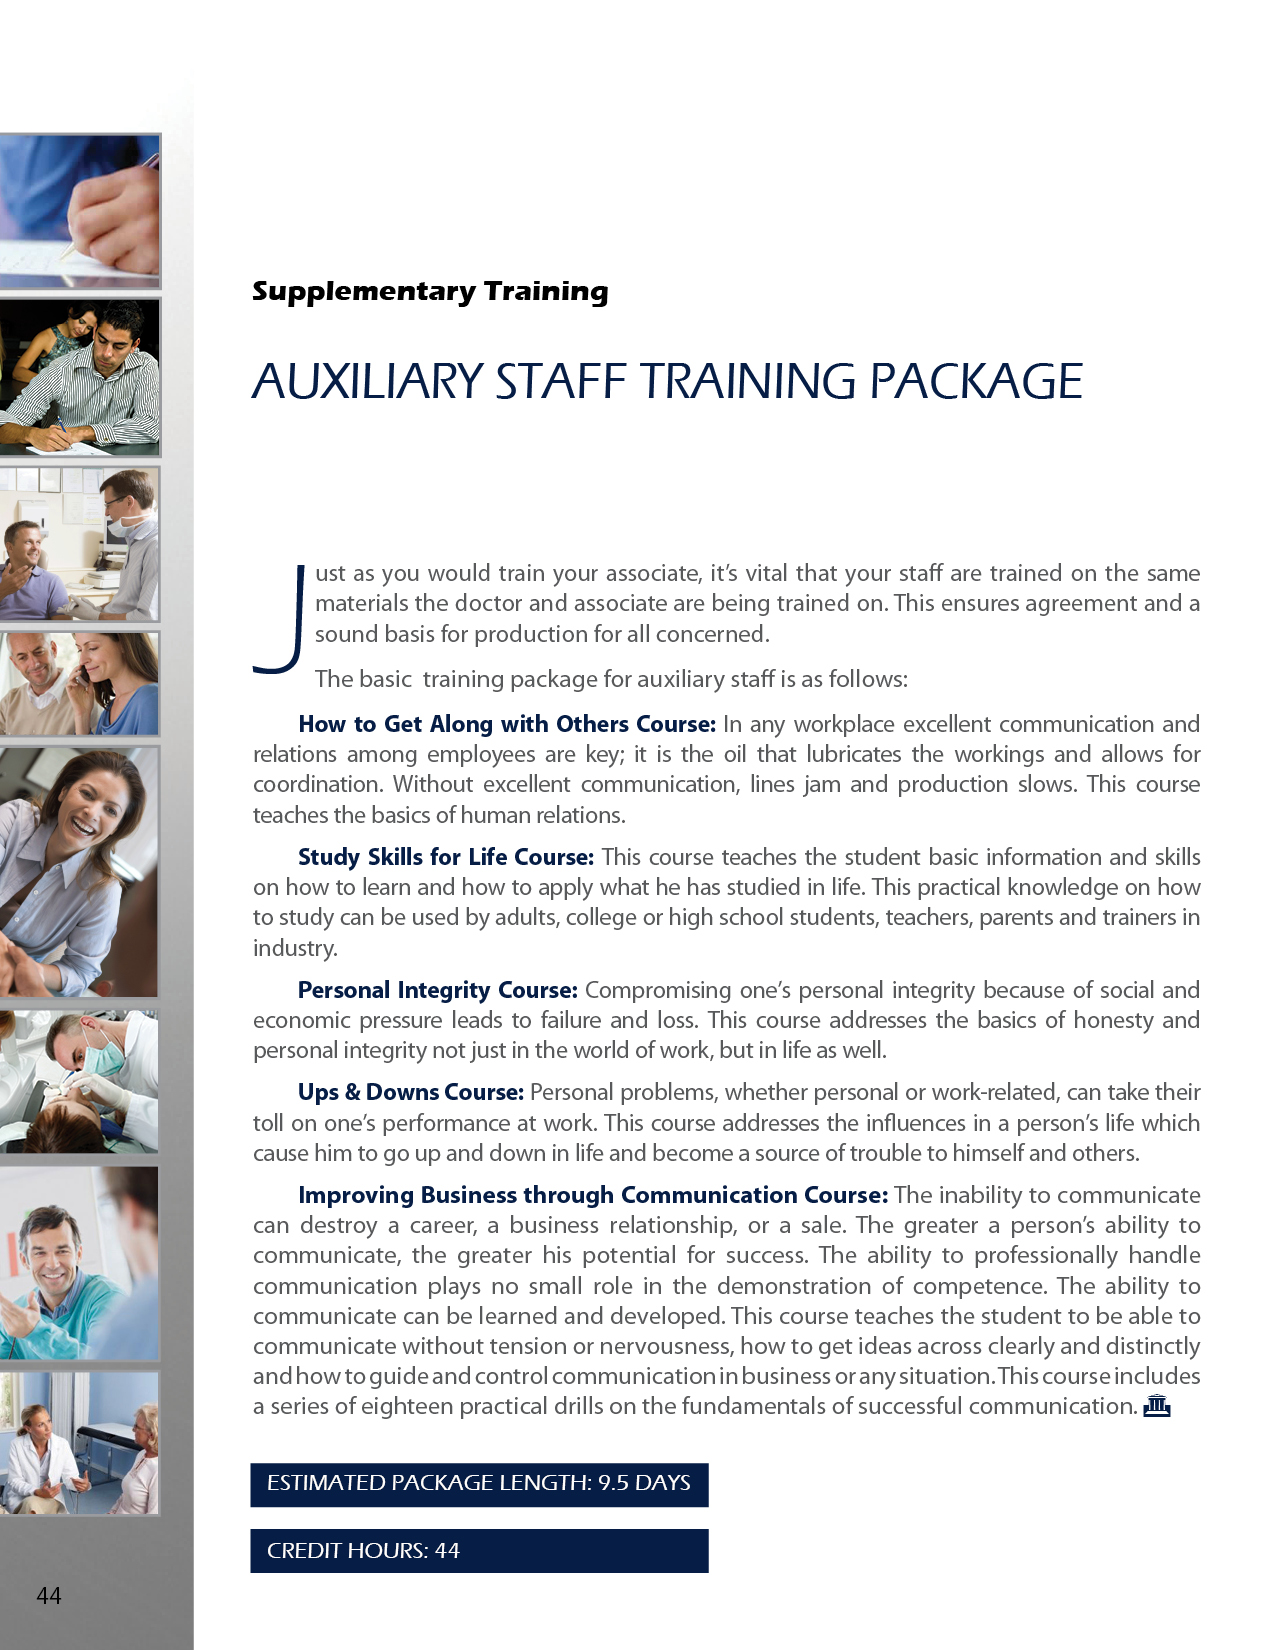 Supplementary Training
AUXILIARY STAFF TRAINING PACKAGE
Just as you would train your associate, it’s vital that your staff are trained on the same
materials the doctor and associate are being trained on. This ensures agreement and a
sound basis for production for all concerned.
The basic training package for auxiliary staff is as follows:
How to Get Along with Others Course: In any workplace excellent communication and
relations among employees are key; it is the oil that lubricates the workings and allows for
coordination. Without excellent communication, lines jam and production slows. This course
teaches the basics of human relations.
Study Skills for Life Course: This course teaches the student basic information and skills
on how to learn and how to apply what he has studied in life. This practical knowledge on how
to study can be used by adults, college or high school students, teachers, parents and trainers in
industry.
Personal Integrity Course: Compromising one’s personal integrity because of social and
economic pressure leads to failure and loss. This course addresses the basics of honesty and
personal integrity not just in the world of work, but in life as well.
Ups & Downs Course: Personal problems, whether personal or work-related, can take their
toll on one’s performance at work. This course addresses the influences in a person’s life which
cause him to go up and down in life and become a source of trouble to himself and others.
Improving Business through Communication Course: The inability to communicate
can destroy a career, a business relationship, or a sale. The greater a person’s ability to
communicate, the greater his potential for success. The ability to professionally handle
communication plays no small role in the demonstration of competence. The ability to
communicate can be learned and developed. This course teaches the student to be able to
communicate without tension or nervousness, how to get ideas across clearly and distinctly
and how to guide and control communication in business or any situation. This course includes
a series of eighteen practical drills on the fundamentals of successful communication.
ESTIMATED PACKAGE LENGTH: 9.5 DAYS
CREDIT HOURS: 44
44